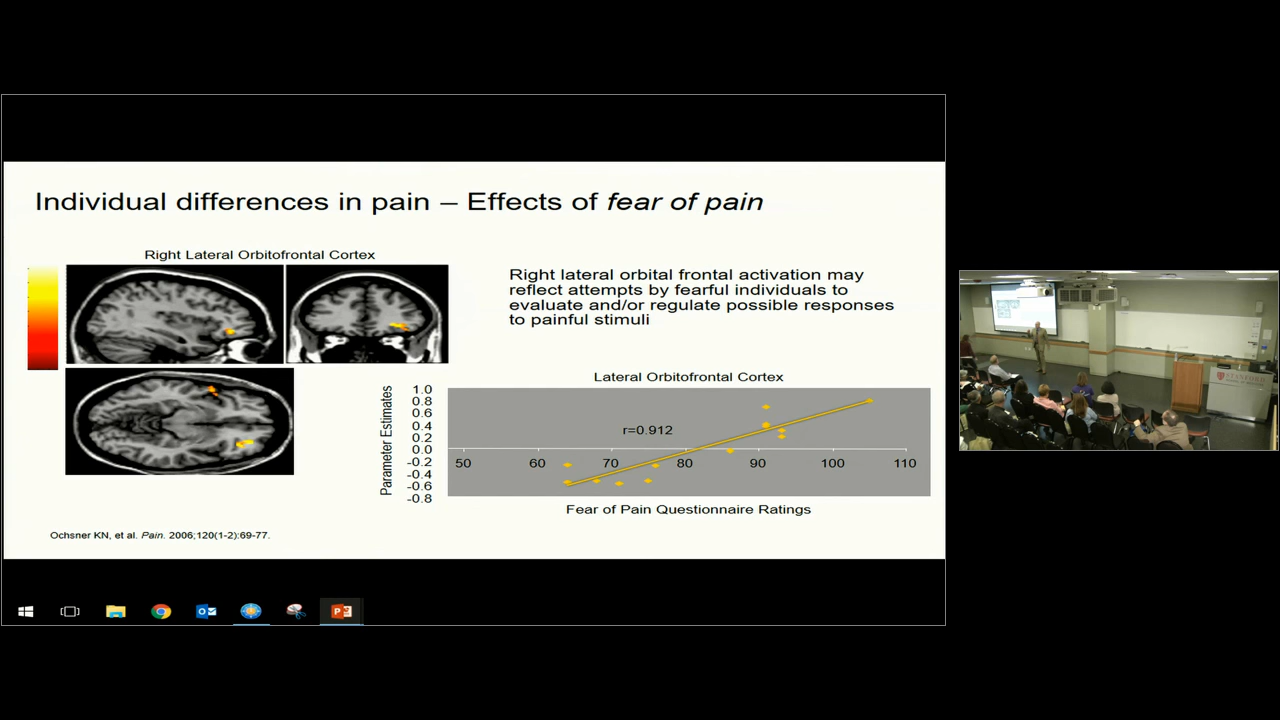 Individual differences in pain – Effects of fear of pain
Right Lateral Orbitofrontal Cortex
Right lateral orbital frontal activation may
reflect attempts by fearful individuals to
evaluate and/or regulate possible responses
to painful stimuli
Lateral Orbitofrontal Cortex
Parameter Estimates
1.0
0.8
0.6
0.4
0.2
0.0
-0.2
-0.4
-0.6
-0.8
r=0.912
50 60 70 80 90 100 110
Fear of Pain Questionnaire Ratings
Ochsner KN, et al. Pain. 2006;120(1-2):69-77.
STANFORD